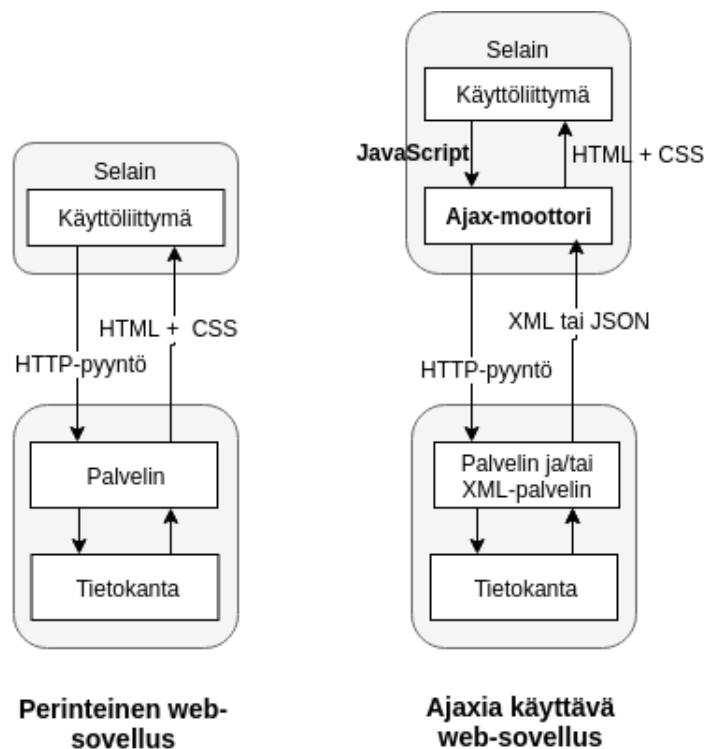 Selain
Käyttöliittymä
HTML + CSS
HTTP-pyyntö
Palvelin
Tietokanta
Perinteinen web-
sovellus
Selain
Käyttöliittymä
JavaScript
HTML + CSS
Ajax-moottori
XML tai JSON
HTTP-pyyntö
Palvelin ja/tai
XML-palvelin
Tietokanta
Ajaxia käyttävä
web-sovellus